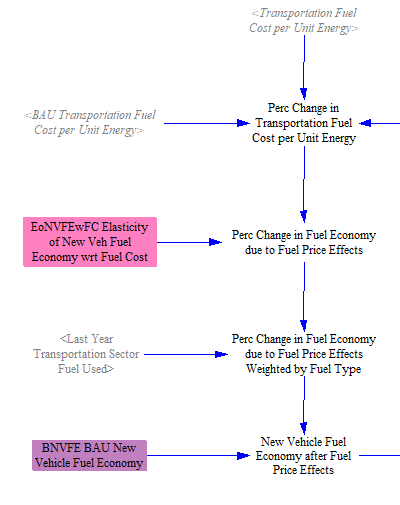 <Transportation Fuel
Cost per Unit Energy>
<BAU Transportation Fuel
Cost per Unit Energy>
Perc Change in
Transportation Fuel
Cost per Unit Energy
EoNVFEwFC Elasticity
of New Veh Fuel
Economy wrt Fuel Cost
Perc Change in Fuel Economy
due to Fuel Price Effects
<Last Year
Transportation Sector
Fuel Used>
Perc Change in Fuel Economy
due to Fuel Price Effects
Weighted by Fuel Type
BNVFE BAU New
Vehicle Fuel Economy
New Vehicle Fuel
Economy after Fuel
Price Effects